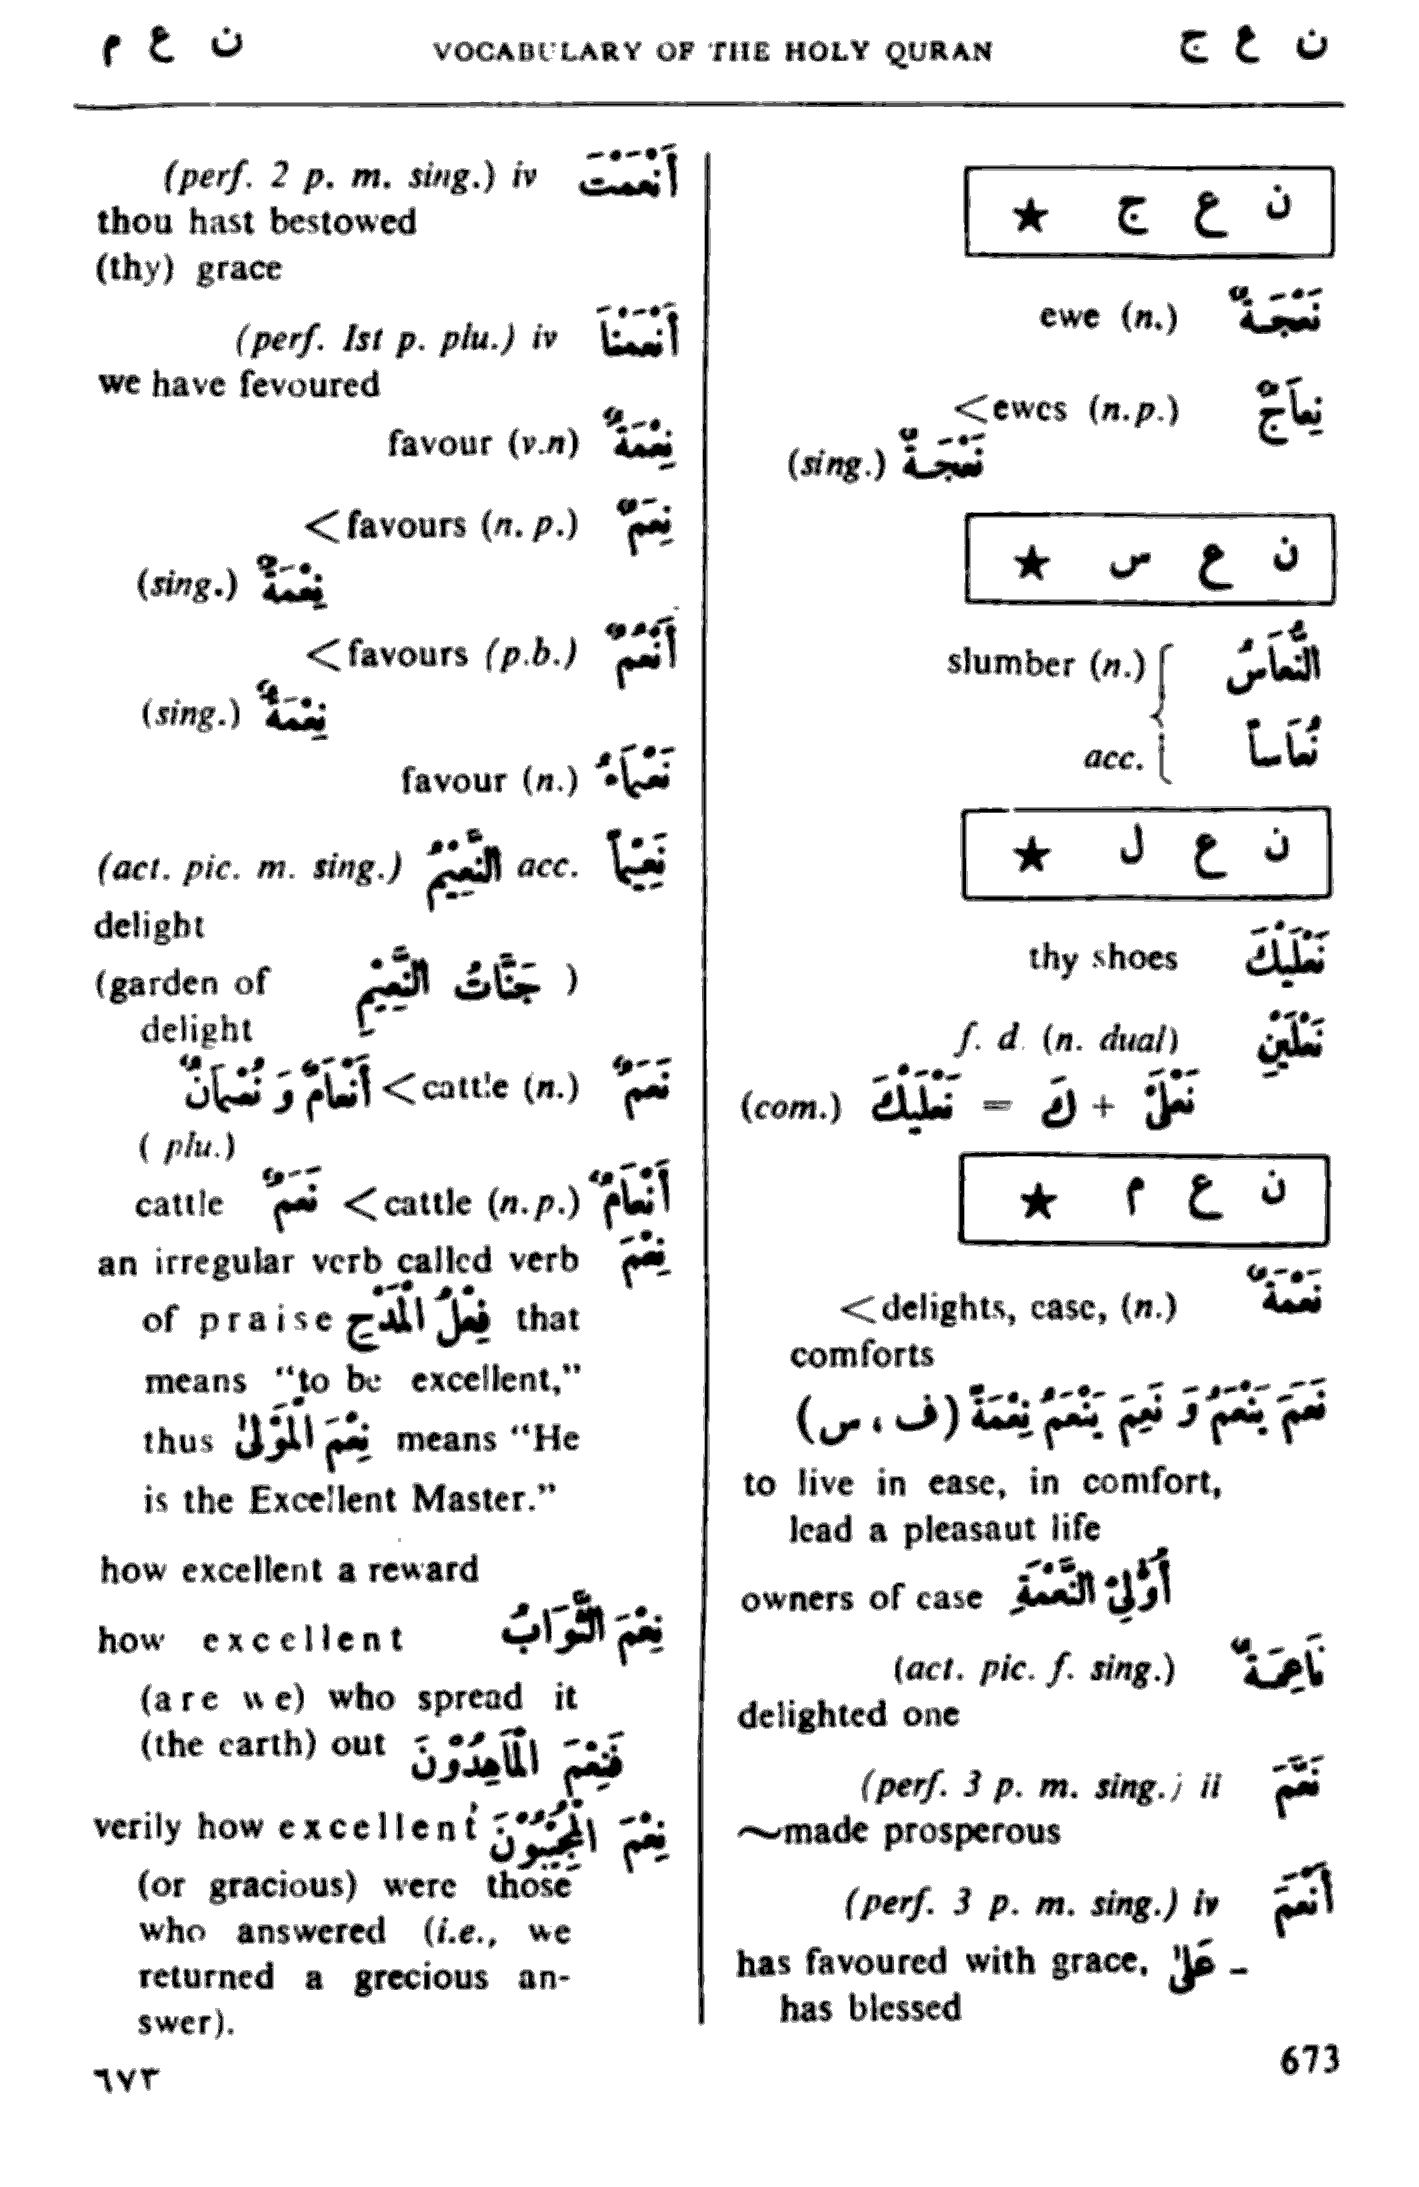 ن ع م VOCABULARY OF THE HOLY QURAN ن ع ج
ن ع ج ★
نَعْجَةٌ ewe (n.)
نِعَاجٌ <ewes (n.p.)
نَعْجَةٌ (sing.)
ن ع س ★
النُّعَاسُ slumber (n.)
نُعَاساً acc.
ن ع ل ★
نَعْلَيْكَ thy shoes
نَعْلَيْنِ f. d. (n. dual)
نَعْلَيْ + كَ = نَعْلَيْكَ (com.)
ن ع م ★
نَعْمَةٌ <delights, ease, (n.)
comforts
نَعَمَ يَنْعَمُ وَ نَعِمَ يَنْعَمُ نِعْمَةً (ف ، س)
to live in ease, in comfort,
lead a pleasaut life
owners of ease أُولِيْ النَّعْمَةِ
نَاعِمَةٌ (act. pic. f. sing.)
delighted one
نَعَّمَ (perf. 3 p. m. sing.) ii
~made prosperous
أَنْعَمَ (perf. 3 p. m. sing.) iv
has favoured with grace, عَلىٰ -
has blessed
أَنْعَمْتَ (perf. 2 p. m. sing.) iv
thou hast bestowed
(thy) grace
أَنْعَمْنَا (perf. Ist p. plu.) iv
we have fevoured
نِعْمَةٌ favour (v.n)
نِعَمٌ <favours (n. p.)
نِعْمَةٌ (sing.)
أَنْعُمٌ <favours (p.b.)
نِعْمَةٌ (sing.)
نَعْمَاءُ favour (n.)
نَعِيْماً acc. النَّعِيْمُ (act. pic. m. sing.)
delight
(garden of جَنَّاتُ النَّعِيْمِ )
delight
نَعَمٌ cattle (n.)> أَنْعَامٌ وَ نُعْمَانٌ
( plu.)
أَنْعَامٌ cattle (n.p.)> نَعَمٌ cattle
نِعْمَ an irregular verb called verb
of praise فِعْلُ الْمَدْحِ that
means "to be excellent,"
thus نِعْمَ الْمَوْلىٰ means "He
is the Excellent Master."
how excellent a reward
how excellent نِعْمَ الثَّوَابُ
(are we) who spread it
(the earth) out فَنِعْمَ الْمَاهِدُوْنَ
verily how excellent نِعْمَ الْمُجِيْبُوْنَ
(or gracious) were those
who answered (i.e., we
returned a grecious an-
swer).
٦٧٣ 673